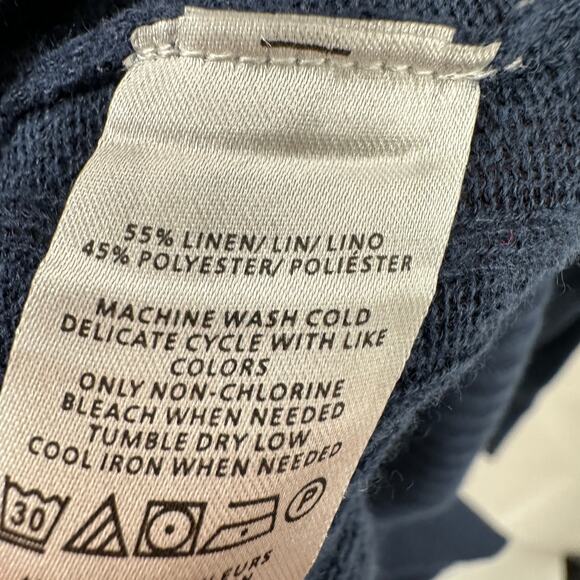 55% LINEN/ LIN/ LINO
45% POLYESTER/ POLIÉSTER
MACHINE WASH COLD
DELICATE CYCLE WITH LIKE
COLORS
ONLY NON-CHLORINE
BLEACH WHEN NEEDED
TUMBLE DRY LOW
COOL IRON WHEN NEEDED
30 P